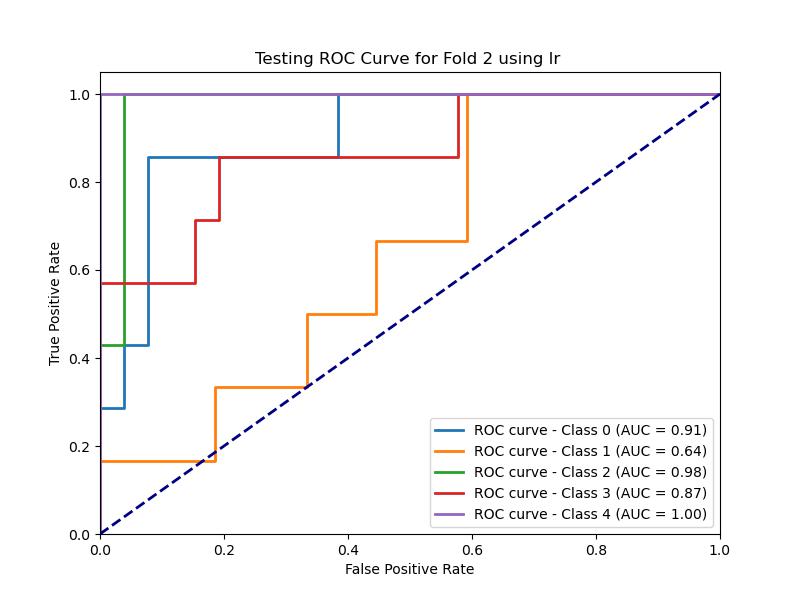 Testing ROC Curve for Fold 2 using lr
True Positive Rate
1.0
0.8
0.6
0.4
0.2
0.0
ROC curve - Class 0 (AUC = 0.91)
ROC curve - Class 1 (AUC = 0.64)
ROC curve - Class 2 (AUC = 0.98)
ROC curve - Class 3 (AUC = 0.87)
ROC curve - Class 4 (AUC = 1.00)
0.0 0.2 0.4 0.6 0.8 1.0
False Positive Rate